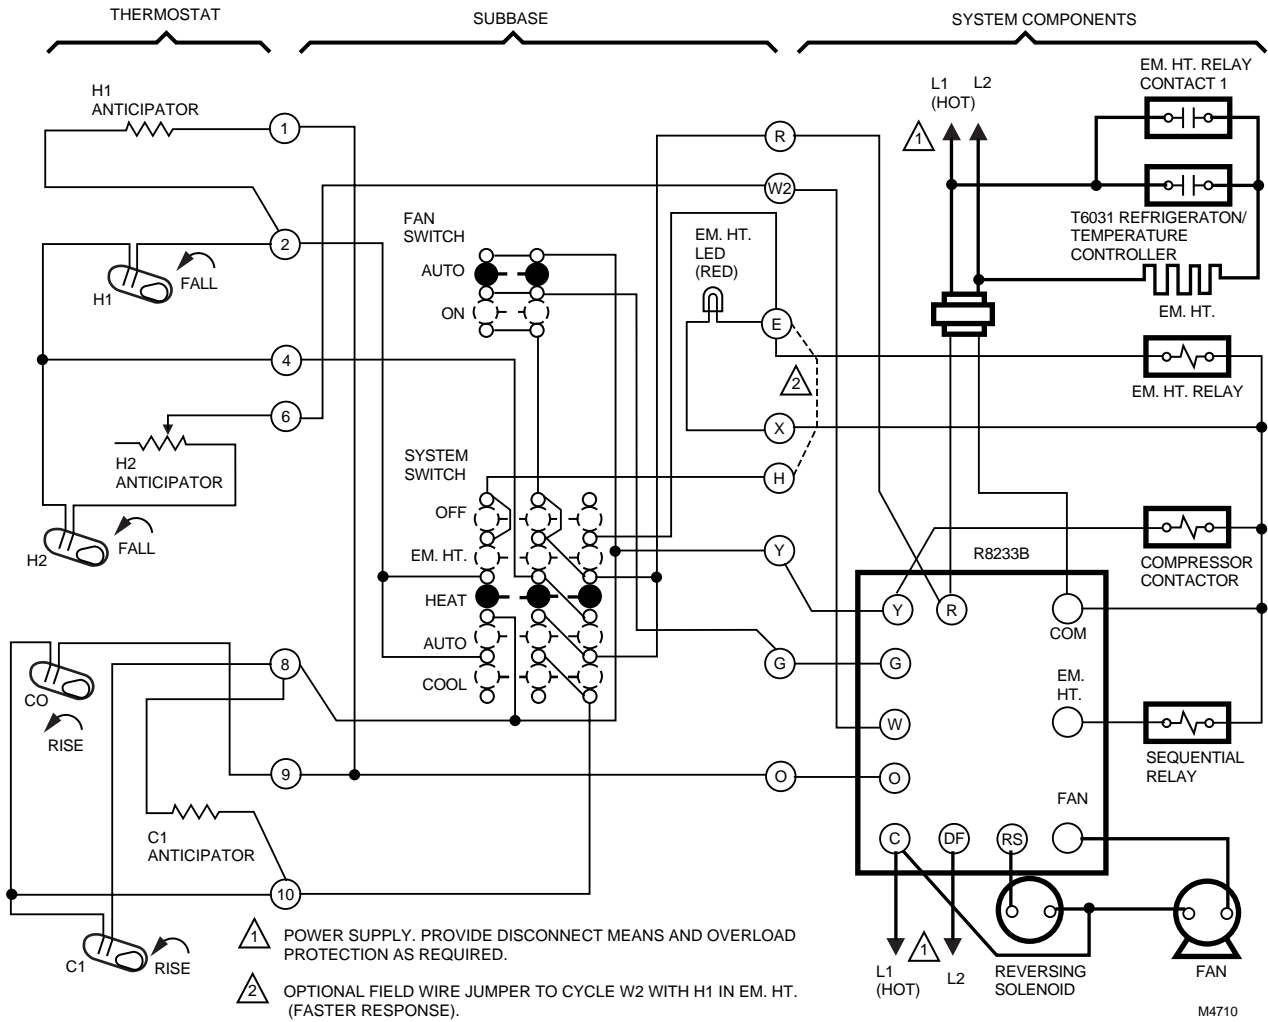 THERMOSTAT
SUBBASE
SYSTEM COMPONENTS
H1
ANTICIPATOR
1
2
H1
FALL
4
6
H2
ANTICIPATOR
H2
FALL
CO
RISE
8
9
C1
ANTICIPATOR
10
C1
RISE
FAN
SWITCH
AUTO
ON
SYSTEM
SWITCH
OFF
EM. HT.
HEAT
AUTO
COOL
EM. HT.
LED
(RED)
R
W2
E
2
X
H
Y
G
O
L1
(HOT)
L2
1
EM. HT. RELAY
CONTACT 1
T6031 REFRIGERATON/
TEMPERATURE
CONTROLLER
EM. HT.
EM. HT. RELAY
COMPRESSOR
CONTACTOR
SEQUENTIAL
RELAY
R8233B
Y
R
COM
G
EM.
HT.
W
O
FAN
C
DF
RS
L1
(HOT)
1
L2
REVERSING
SOLENOID
FAN
1
POWER SUPPLY. PROVIDE DISCONNECT MEANS AND OVERLOAD
PROTECTION AS REQUIRED.
2
OPTIONAL FIELD WIRE JUMPER TO CYCLE W2 WITH H1 IN EM. HT.
(FASTER RESPONSE).
M4710